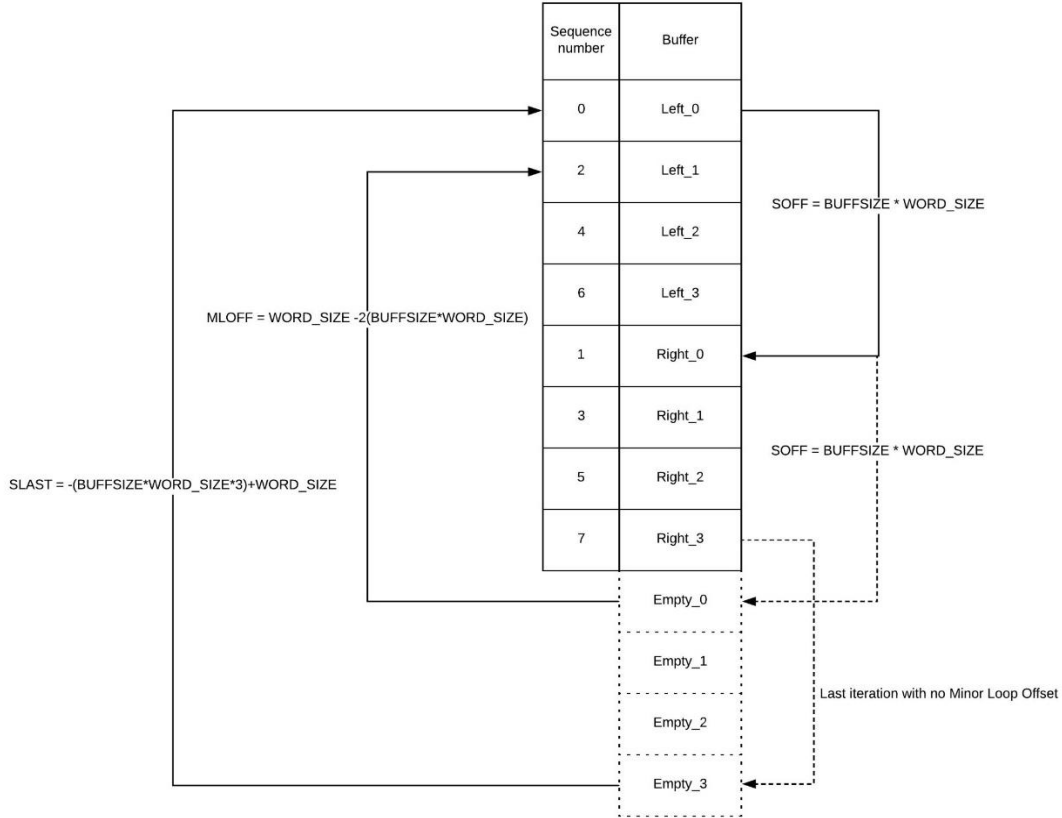 Sequence
number
Buffer
0
Left_0
2
Left_1
SOFF = BUFFSIZE * WORD_SIZE
4
Left_2
6
Left_3
MLOFF = WORD_SIZE -2(BUFFSIZE*WORD_SIZE)
1
Right_0
3
Right_1
SOFF = BUFFSIZE * WORD_SIZE
5
Right_2
SLAST = -(BUFFSIZE*WORD_SIZE*3)+WORD_SIZE
7
Right_3
Empty_0
Empty_1
Last iteration with no Minor Loop Offset
Empty_2
Empty_3